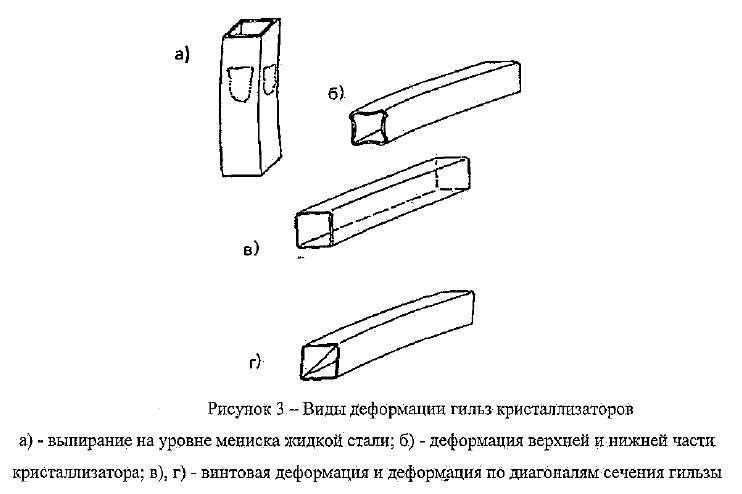 а)
б)
в)
г)
Рисунок 3 – Виды деформации гильз кристаллизаторов
а) - выпирание на уровне мениска жидкой стали; б) - деформация верхней и нижней части
кристаллизатора; в), г) - винтовая деформация и деформация по диагоналям сечения гильзы